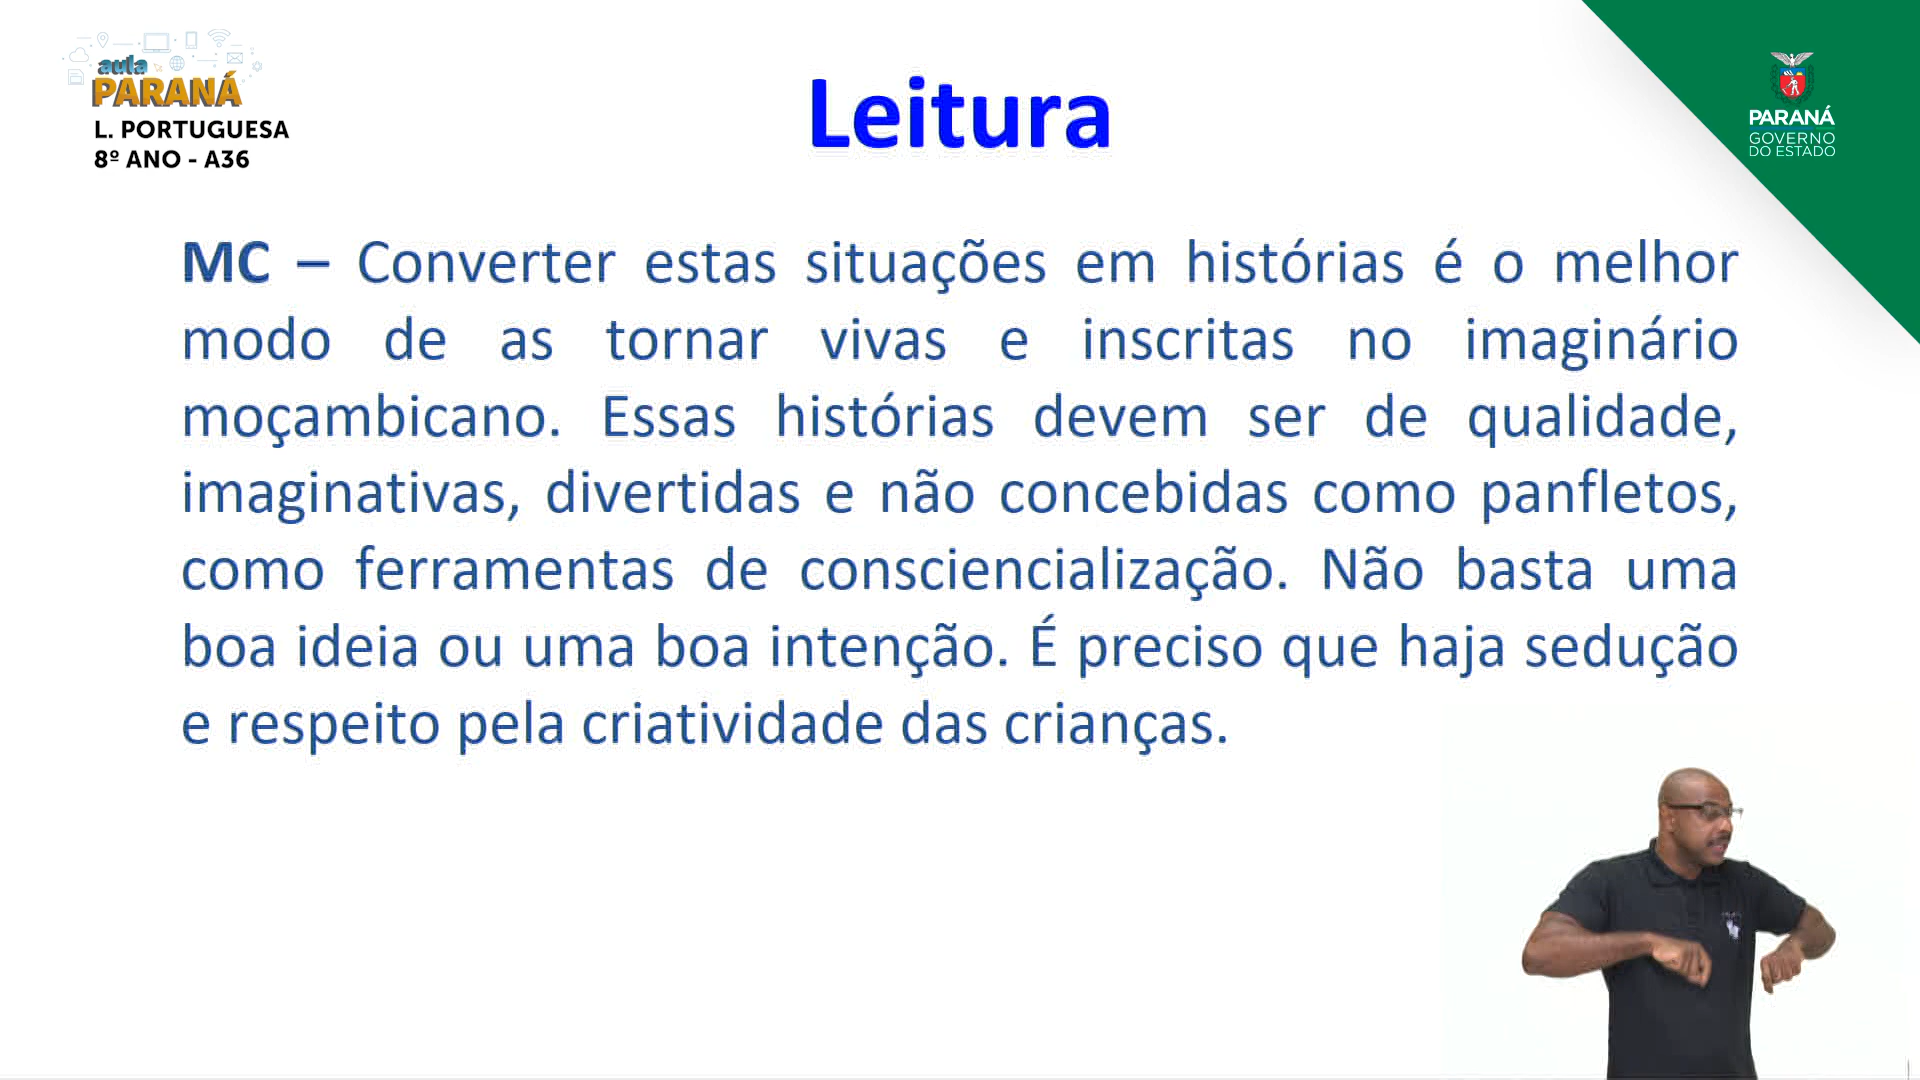 aula
PARANÁ
L. PORTUGUESA
8º ANO - A36
Leitura
PARANÁ
GOVERNO
DO ESTADO
MC – Converter estas situações em histórias é o melhor
modo de as tornar vivas e inscritas no imaginário
moçambicano. Essas histórias devem ser de qualidade,
imaginativas, divertidas e não concebidas como panfletos,
como ferramentas de consciencialização. Não basta uma
boa ideia ou uma boa intenção. É preciso que haja sedução
e respeito pela criatividade das crianças.